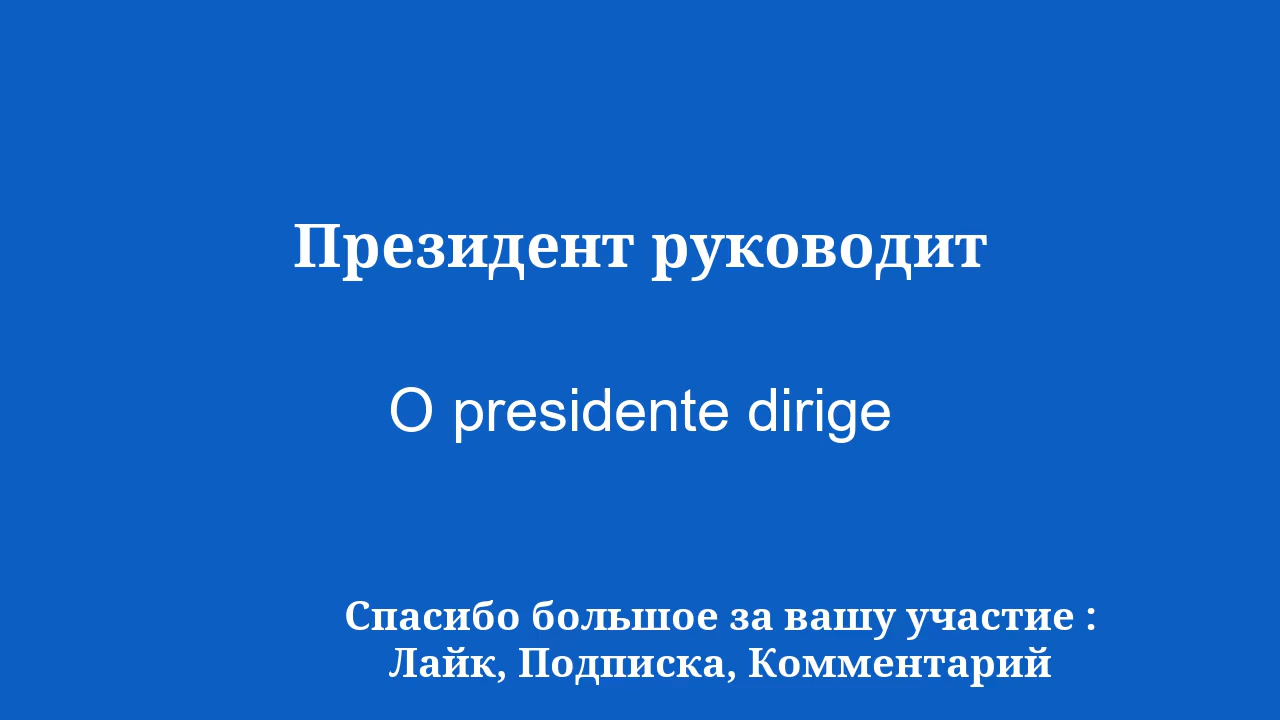 Президент руководит
O presidente dirige
Спасибо большое за вашу участие :
Лайк, Подписка, Комментарий